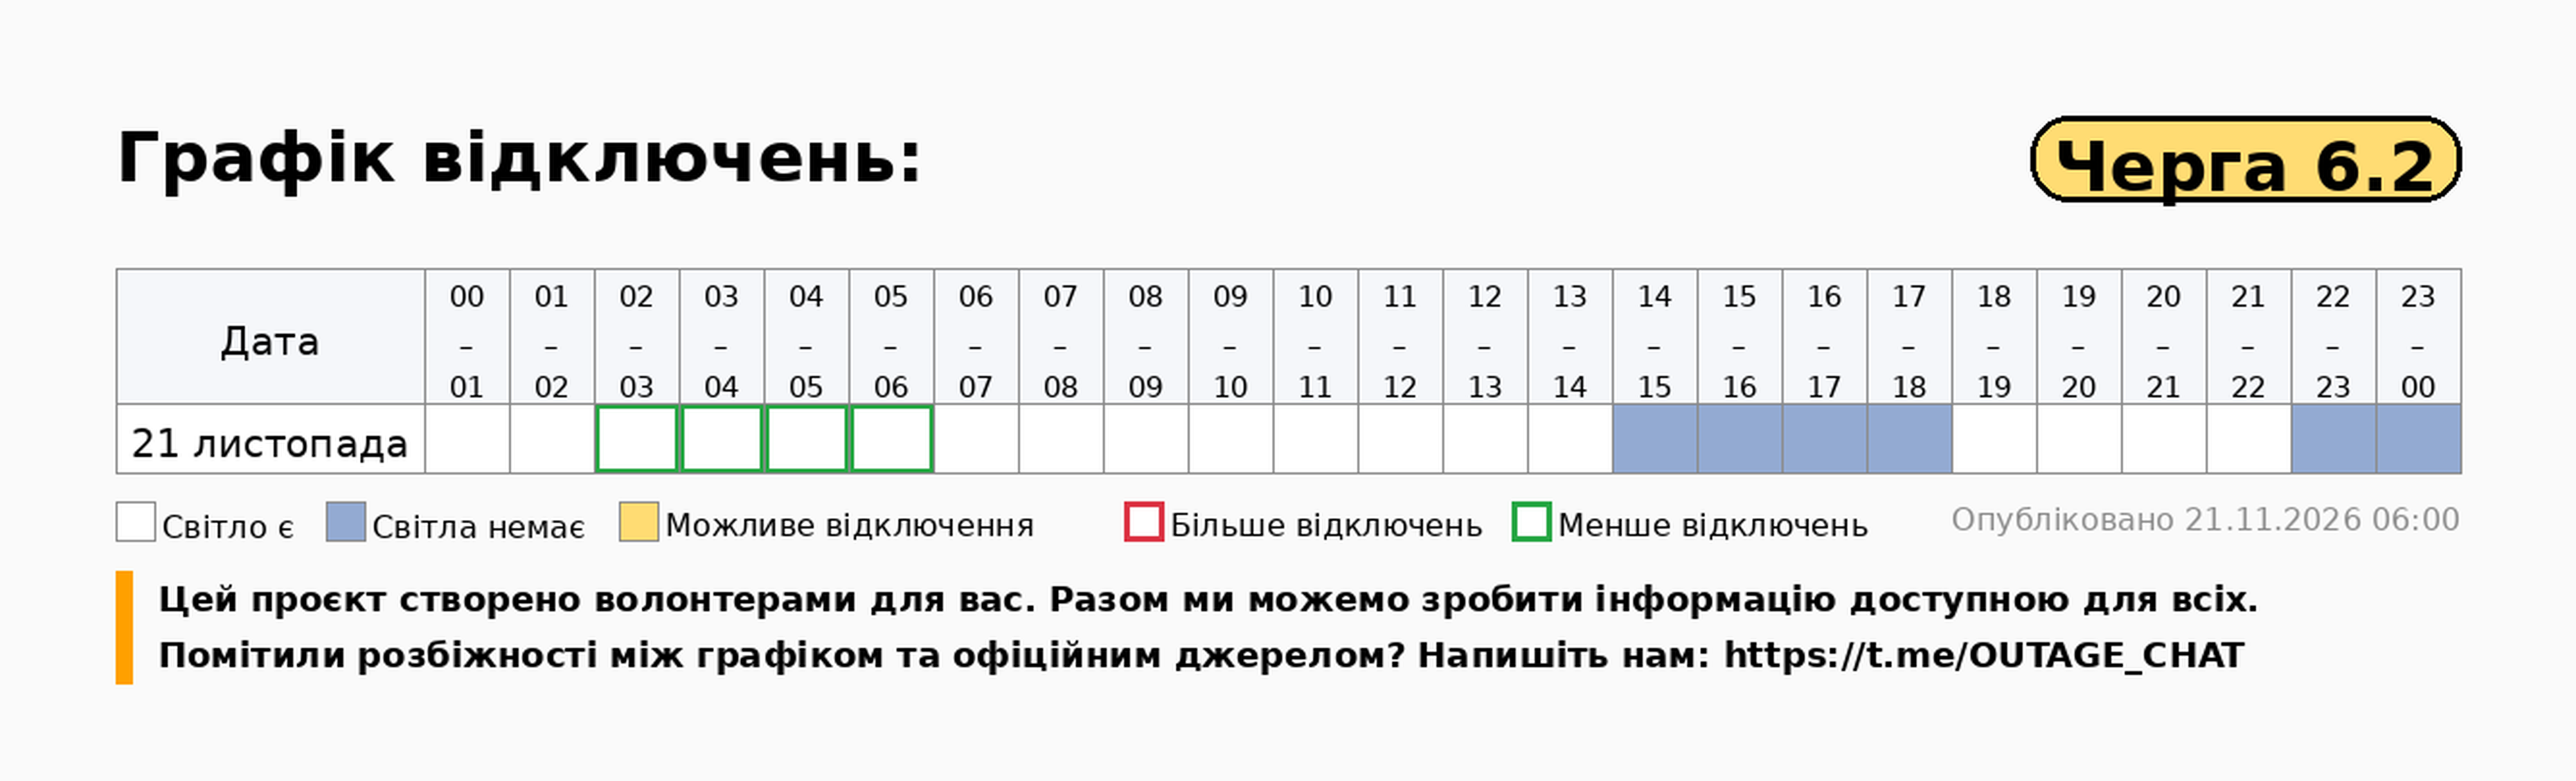 Графік відключень:
Черга 6.2
Дата
00 – 01
01 – 02
02 – 03
03 – 04
04 – 05
05 – 06
06 – 07
07 – 08
08 – 09
09 – 10
10 – 11
11 – 12
12 – 13
13 – 14
14 – 15
15 – 16
16 – 17
17 – 18
18 – 19
19 – 20
20 – 21
21 – 22
22 – 23
23 – 00
21 листопада
Світло є
Світла немає
Можливе відключення
Більше відключень
Менше відключень
Опубліковано 21.11.2026 06:00
Цей проєкт створено волонтерами для вас. Разом ми можемо зробити інформацію доступною для всіх.
Помітили розбіжності між графіком та офіційним джерелом? Напишіть нам: https://t.me/OUTAGE_CHAT